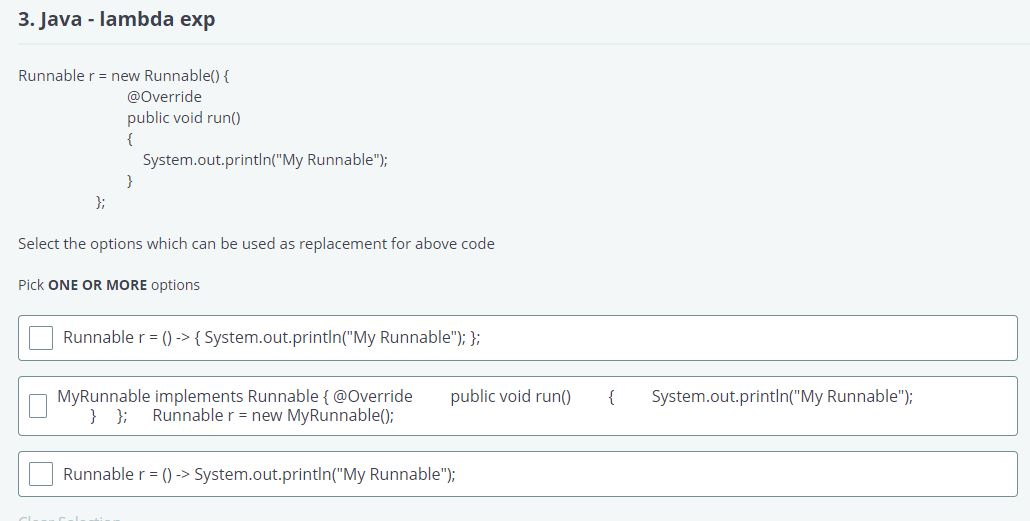 3. Java - lambda exp
Runnable r = new Runnable() {
@Override
public void run()
{
System.out.println("My Runnable");
}
};
Select the options which can be used as replacement for above code
Pick ONE OR MORE options
Runnable r = () -> { System.out.println("My Runnable"); };
MyRunnable implements Runnable { @Override public void run() { System.out.println("My Runnable");
} }; Runnable r = new MyRunnable();
Runnable r = () -> System.out.println("My Runnable");
Clear Selection